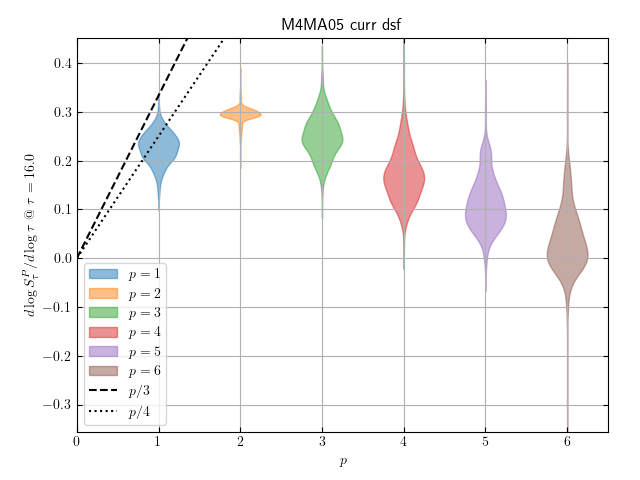 M4MA05 curr dsf
d log S_τ^P / d log τ @ τ = 16.0
0.4
0.3
0.2
0.1
0.0
−0.1
−0.2
−0.3
p = 1
p = 2
p = 3
p = 4
p = 5
p = 6
p/3
p/4
0 1 2 3 4 5 6
p